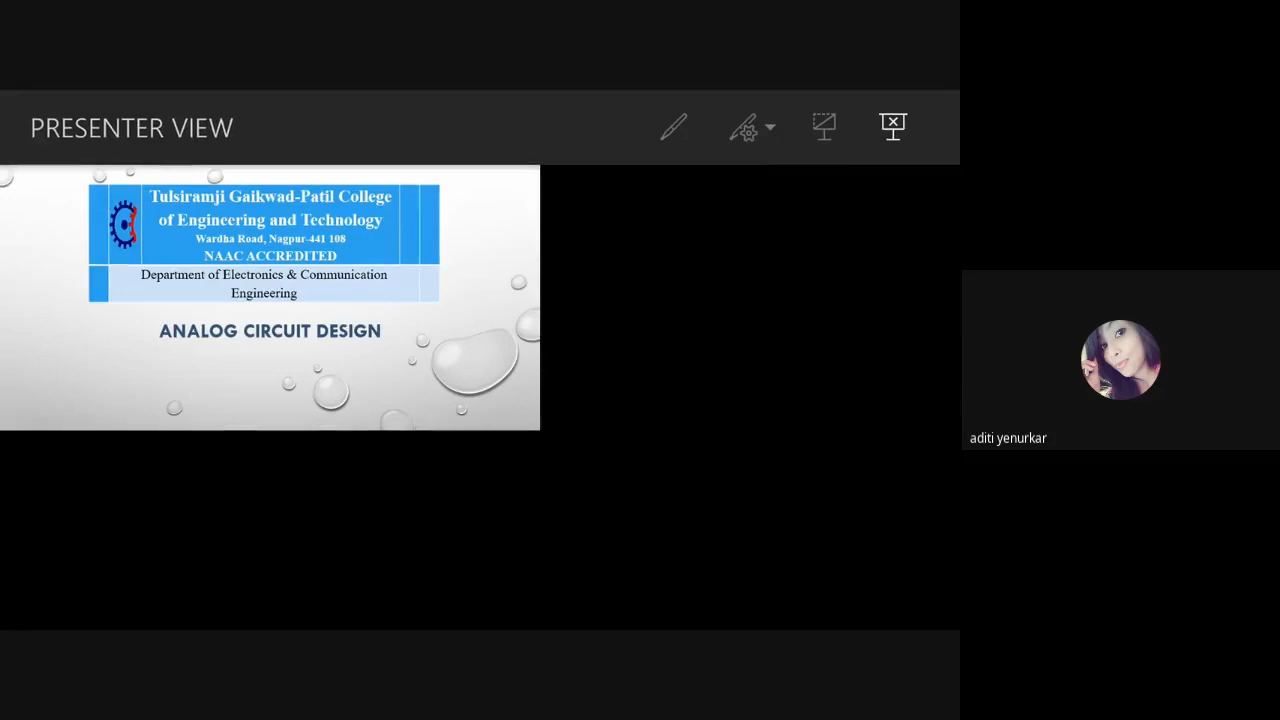 PRESENTER VIEW
Tulsiramji Gaikwad-Patil College
of Engineering and Technology
Wardha Road, Nagpur-441 108
NAAC ACCREDITED
Department of Electronics & Communication
Engineering
ANALOG CIRCUIT DESIGN
aditi yenurkar